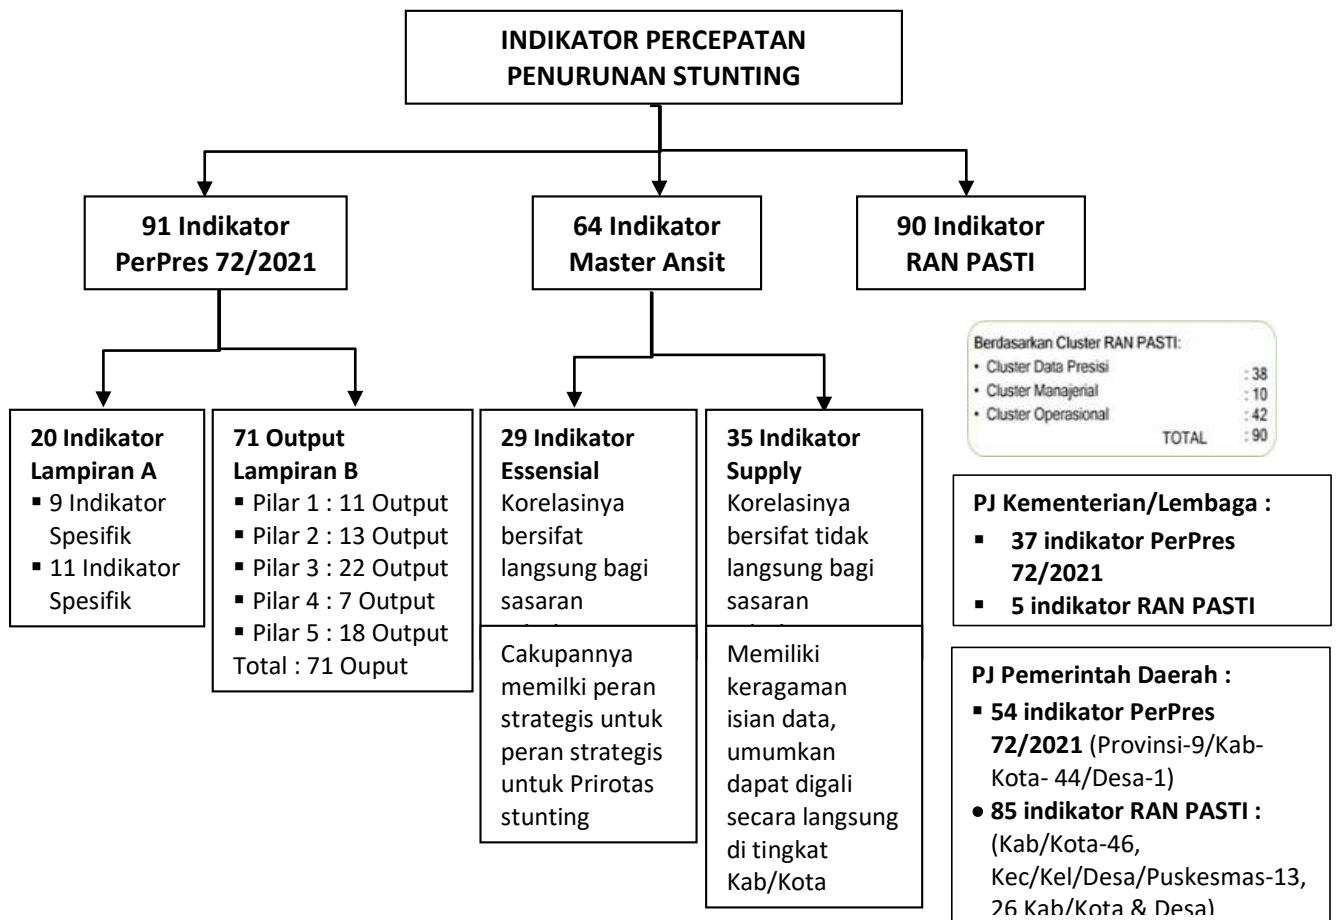 INDIKATOR PERCEPATAN
PENURUNAN STUNTING
91 Indikator
PerPres 72/2021
64 Indikator
Master Ansit
90 Indikator
RAN PASTI
20 Indikator
Lampiran A
▪ 9 Indikator
Spesifik
▪ 11 Indikator
Spesifik
71 Output
Lampiran B
▪ Pilar 1 : 11 Output
▪ Pilar 2 : 13 Output
▪ Pilar 3 : 22 Output
▪ Pilar 4 : 7 Output
▪ Pilar 5 : 18 Output
Total : 71 Ouput
29 Indikator
Essensial
Korelasinya
bersifat
langsung bagi
sasaran
Cakupannya
memilki peran
strategis untuk
peran strategis
untuk Prirotas
stunting
35 Indikator
Supply
Korelasinya
bersifat tidak
langsung bagi
sasaran
Memiliki
keragaman
isian data,
umumkan
dapat digali
secara langsung
di tingkat
Kab/Kota
Berdasarkan Cluster RAN PASTI:
• Cluster Data Presisi : 38
• Cluster Manajerial : 10
• Cluster Operasional : 42
TOTAL : 90
PJ Kementerian/Lembaga :
▪ 37 indikator PerPres
72/2021
▪ 5 indikator RAN PASTI
PJ Pemerintah Daerah :
▪ 54 indikator PerPres
72/2021 (Provinsi-9/Kab-
Kota- 44/Desa-1)
● 85 indikator RAN PASTI :
(Kab/Kota-46,
Kec/Kel/Desa/Puskesmas-13,
26 Kab/Kota & Desa)